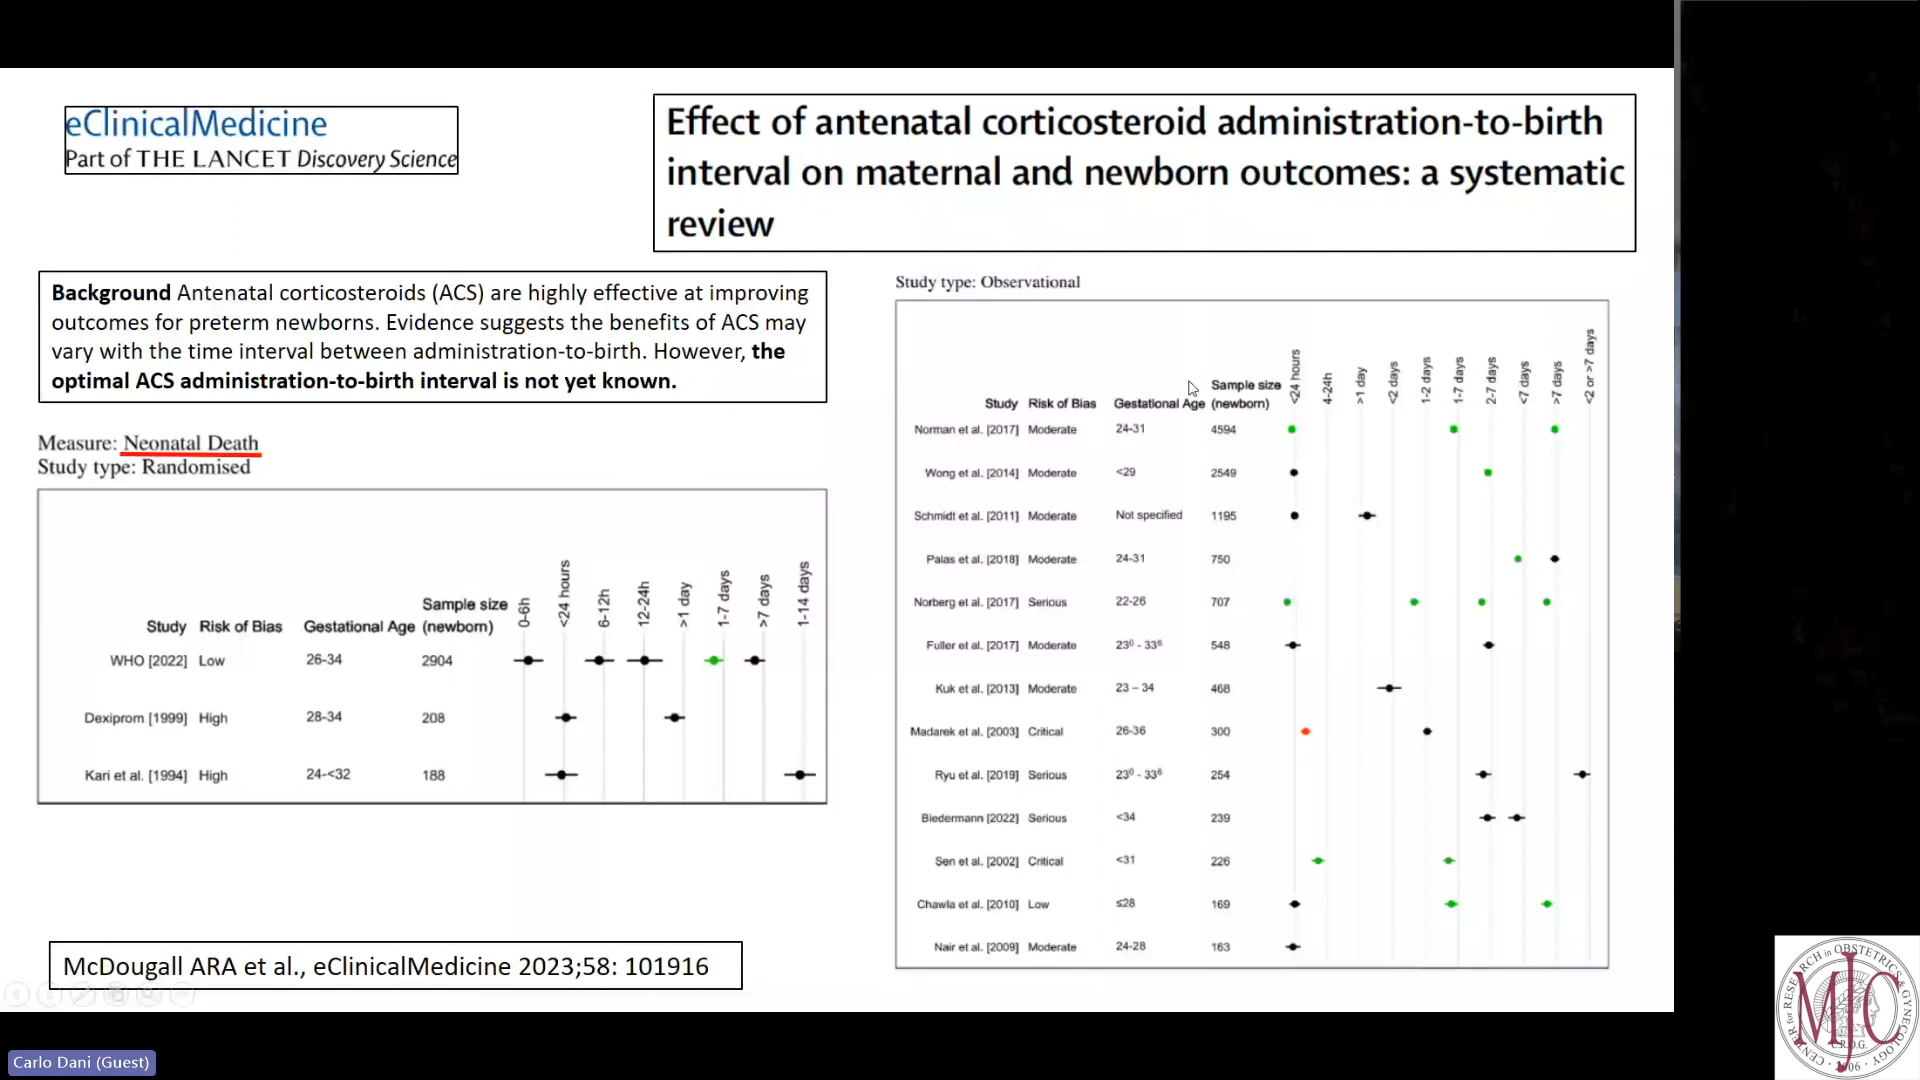 eClinicalMedicine
Part of THE LANCET Discovery Science
Effect of antenatal corticosteroid administration-to-birth
interval on maternal and newborn outcomes: a systematic
review
Background Antenatal corticosteroids (ACS) are highly effective at improving
outcomes for preterm newborns. Evidence suggests the benefits of ACS may
vary with the time interval between administration-to-birth. However, the
optimal ACS administration-to-birth interval is not yet known.
Measure: Neonatal Death
Study type: Randomised
0-6h
<24 hours
6-12h
12-24h
>1 day
1-7 days
>7 days
1-14 days
Study Risk of Bias Gestational Age Sample size (newborn)
WHO [2022] Low 26-34 2904
Dexiprom [1999] High 28-34 208
Kari et al. [1994] High 24-<32 188
McDougall ARA et al., eClinicalMedicine 2023;58: 101916
Study type: Observational
<24 hours
4-24h
>1 day
<2 days
1-2 days
1-7 days
2-7 days
<7 days
>7 days
<2 or >7 days
Study Risk of Bias Gestational Age Sample size (newborn)
Norman et al. [2017] Moderate 24-31 4594
Wong et al. [2014] Moderate <29 2549
Schmidt et al. [2011] Moderate Not specified 1195
Palas et al. [2018] Moderate 24-31 750
Norberg et al. [2017] Serious 22-26 707
Fuller et al. [2017] Moderate 23⁰ - 33⁶ 548
Kuk et al. [2013] Moderate 23 – 34 468
Madarek et al. [2003] Critical 26-36 300
Ryu et al. [2019] Serious 23⁰ - 33⁶ 254
Biedermann [2022] Serious <34 239
Sen et al. [2002] Critical <31 226
Chawla et al. [2010] Low ≤28 169
Nair et al. [2009] Moderate 24-28 163
Carlo Dani (Guest)
CENTER for RESEARCH in OBSTETRICS & GYNECOLOGY
MJC
C.R.O.G.
2006